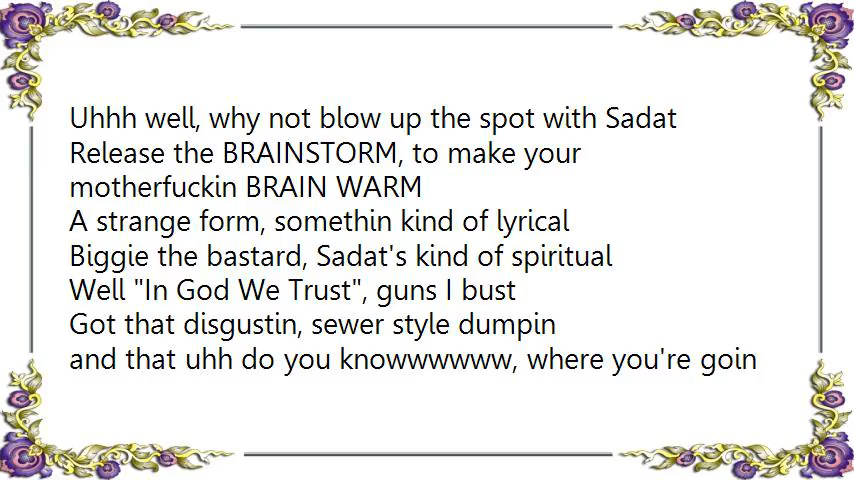 Uhhh well, why not blow up the spot with Sadat
Release the BRAINSTORM, to make your
motherfuckin BRAIN WARM
A strange form, somethin kind of lyrical
Biggie the bastard, Sadat's kind of spiritual
Well "In God We Trust", guns I bust
Got that disgustin, sewer style dumpin
and that uhh do you knowwwwww, where you're goin